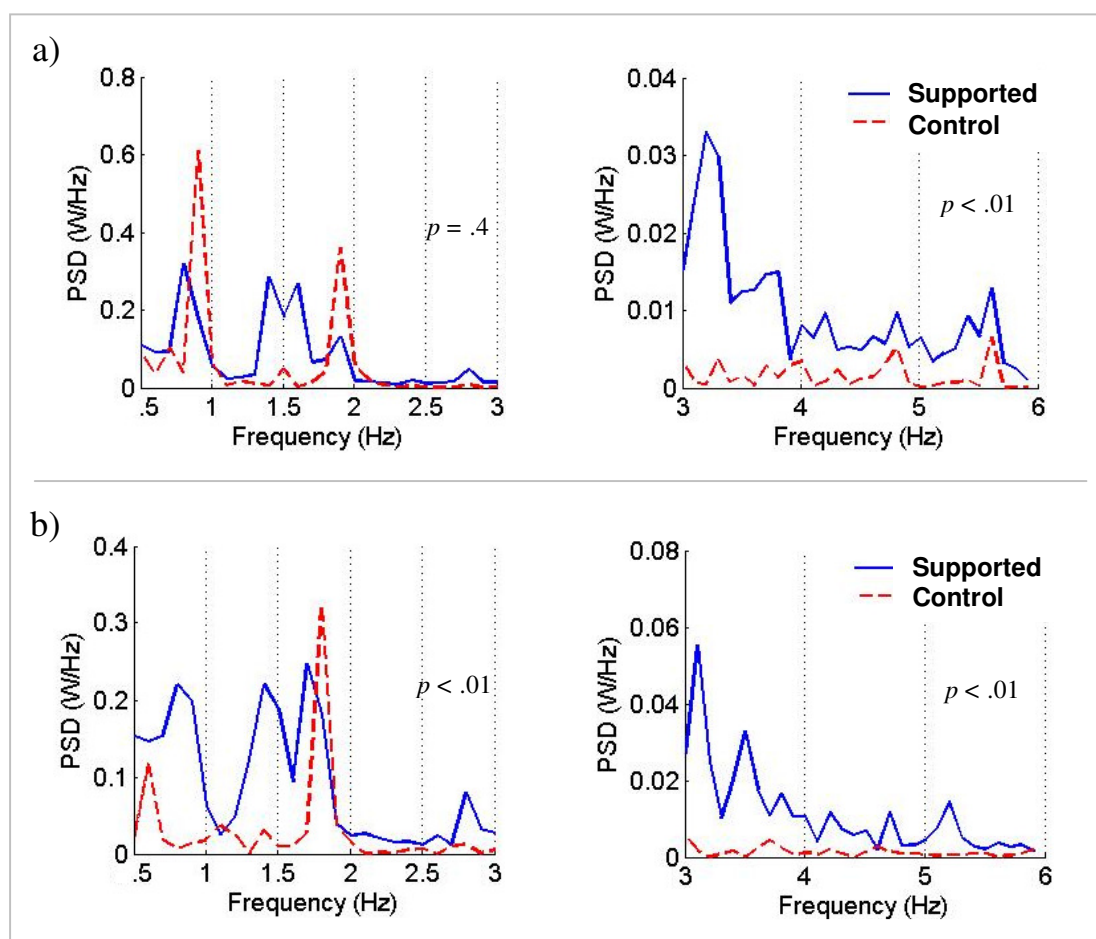 a)
0.8
0.6
0.4
0.2
0
PSD (W/Hz)
p = .4
.5 1 1.5 2 2.5 3
Frequency (Hz)
0.04
0.03
0.02
0.01
0
PSD (W/Hz)
Supported
Control
p < .01
3 4 5 6
Frequency (Hz)
b)
0.4
0.3
0.2
0.1
0
PSD (W/Hz)
p < .01
.5 1 1.5 2 2.5 3
Frequency (Hz)
0.08
0.06
0.04
0.02
0
PSD (W/Hz)
Supported
Control
p < .01
3 4 5 6
Frequency (Hz)